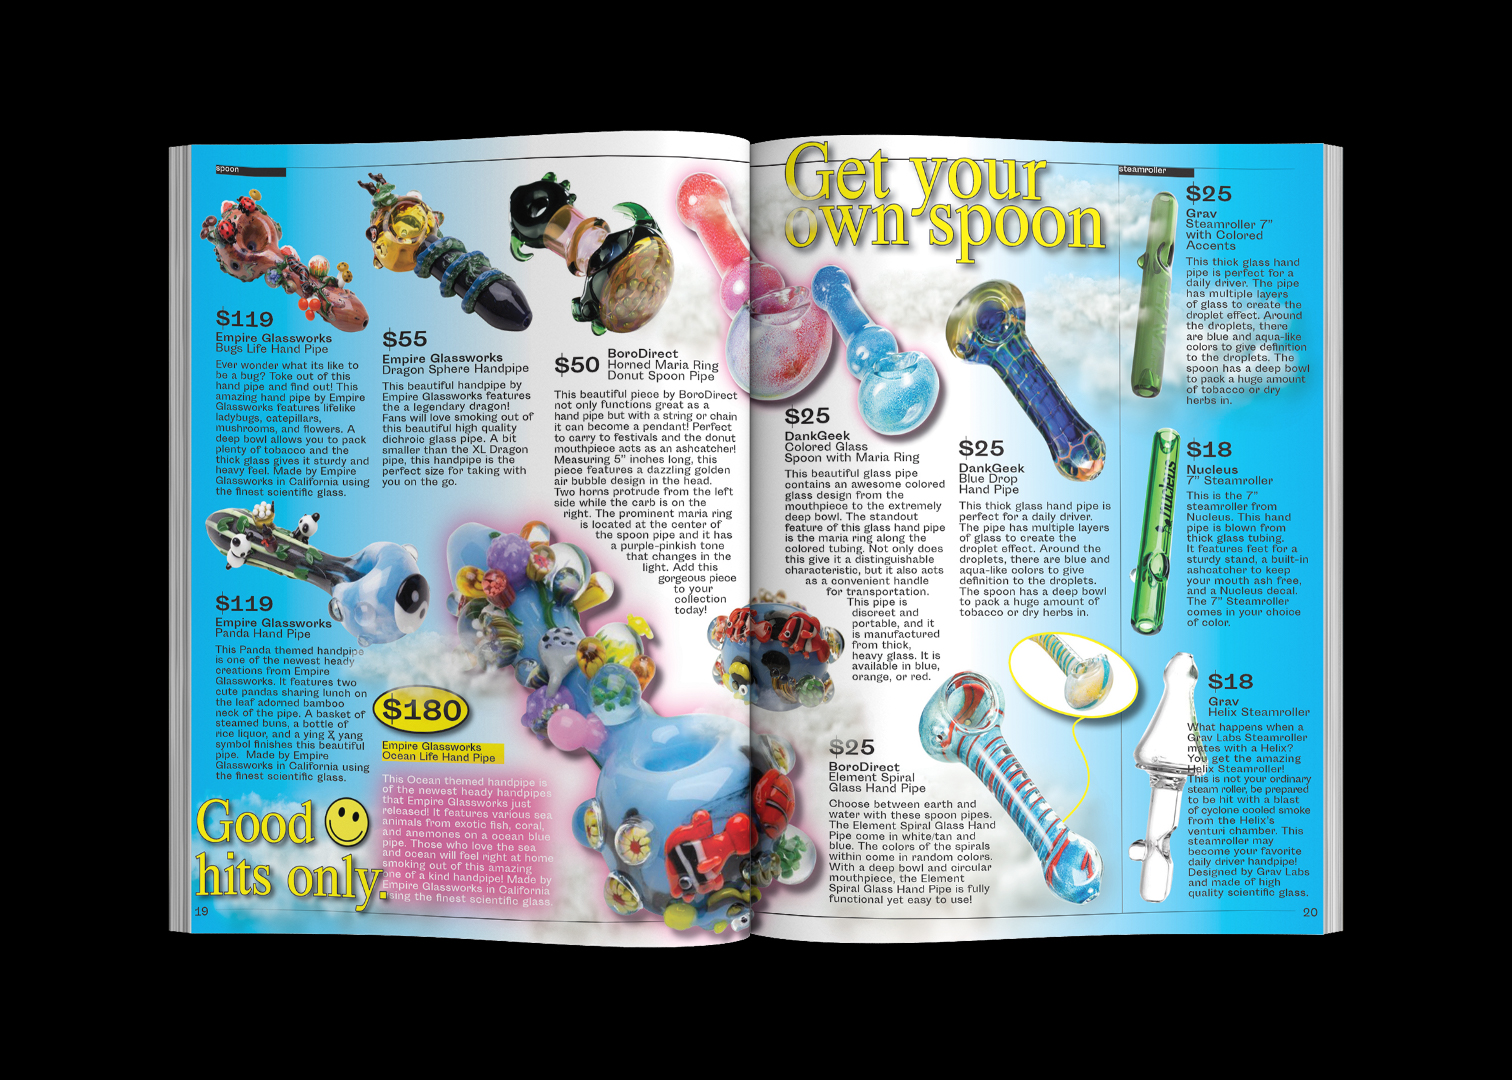 spoon
$119
Empire Glassworks
Bugs Life Hand Pipe
Ever wonder what its like to
be a bug? Toke out of this
hand pipe and find out! This
amazing hand pipe by Empire
Glassworks features lifelike
ladybugs, catepillars,
mushrooms, and flowers. A
deep bowl allows you to pack
plenty of tobacco and the
thick glass gives it sturdy and
heavy feel. Made by Empire
Glassworks in California using
the finest scientific glass.
$55
Empire Glassworks
Dragon Sphere Handpipe
This beautiful handpipe by
Empire Glassworks features
the a legendary dragon!
Fans will love smoking out of
this beautiful high quality
dichroic glass pipe. A bit
smaller than the XL Dragon
pipe, this handpipe is the
perfect size for taking with
you on the go.
$50
BoroDirect
Horned Maria Ring
Donut Spoon Pipe
This beautiful piece by BoroDirect
not only functions great as a
hand pipe but with a string or chain
it can become a pendant! Perfect
to carry to festivals and the donut
mouthpiece acts as an ashcatcher!
Measuring 5" inches long, this
piece features a dazzling golden
air bubble design in the head.
Two horns protrude from the left
side while the carb is on the
right. The prominent maria ring
is located at the center of
the spoon pipe and it has
a purple-pinkish tone
that changes in the
light. Add this
gorgeous piece
to your
collection
today!
$119
Empire Glassworks
Panda Hand Pipe
This Panda themed handpipe
is one of the newest heady
creations from Empire
Glassworks. It features two
cute pandas sharing lunch on
the leaf adorned bamboo
neck of the pipe. A basket of
steamed buns, a bottle of
rice liquor, and a ying & yang
symbol finishes this beautiful
pipe. Made by Empire
Glassworks in California using
the finest scientific glass.
$180
Empire Glassworks
Ocean Life Hand Pipe
This Ocean themed handpipe is
of the newest heady handpipes
that Empire Glassworks just
released! It features various sea
animals from exotic fish, coral,
and anemones on a ocean blue
pipe. Those who love the sea
and ocean will feel right at home
smoking out of this amazing
one of a kind handpipe! Made by
Empire Glassworks in California
using the finest scientific glass.
Good
hits only.
19
Get your
own spoon
$25
DankGeek
Colored Glass
Spoon with Maria Ring
This beautiful glass pipe
contains an awesome colored
glass design from the
mouthpiece to the extremely
deep bowl. The standout
feature of this glass hand pipe
is the maria ring along the
colored tubing. Not only does
this give it a distinguishable
characteristic, but it also acts
as a convenient handle
for transportation.
This pipe is
discreet and
portable, and it
is manufactured
from thick,
heavy glass. It is
available in blue,
orange, or red.
$25
DankGeek
Blue Drop
Hand Pipe
This thick glass hand pipe is
perfect for a daily driver.
The pipe has multiple layers
of glass to create the
droplet effect. Around the
droplets, there are blue and
aqua-like colors to give
definition to the droplets.
The spoon has a deep bowl
to pack a huge amount of
tobacco or dry herbs in.
$25
BoroDirect
Element Spiral
Glass Hand Pipe
Choose between earth and
water with these spoon pipes.
The Element Spiral Glass Hand
Pipe come in white/tan and
blue. The colors of the spirals
within come in random colors.
With a deep bowl and circular
mouthpiece, the Element
Spiral Glass Hand Pipe is fully
functional yet easy to use!
steamroller
$25
Grav
Steamroller 7"
with Colored
Accents
This thick glass hand
pipe is perfect for a
daily driver. The pipe
has multiple layers
of glass to create the
droplet effect. Around
the droplets, there
are blue and aqua-like
colors to give definition
to the droplets. The
spoon has a deep bowl
to pack a huge amount
of tobacco or dry
herbs in.
nucleus
$18
Nucleus
7" Steamroller
This is the 7"
steamroller from
Nucleus. This hand
pipe is blown from
thick glass tubing.
It features feet for a
sturdy stand, a built-in
ashcatcher to keep
your mouth ash free,
and a Nucleus decal.
The 7" Steamroller
comes in your choice
of color.
$18
Grav
Helix Steamroller
What happens when a
Grav Labs Steamroller
mates with a Helix?
You get the amazing
Helix Steamroller!
This is not your ordinary
steam roller, be prepared
to be hit with a blast
of cyclone cooled smoke
from the Helix's
venturi chamber. This
steamroller may
become your favorite
daily driver handpipe!
Designed by Grav Labs
and made of high
quality scientific glass.
20